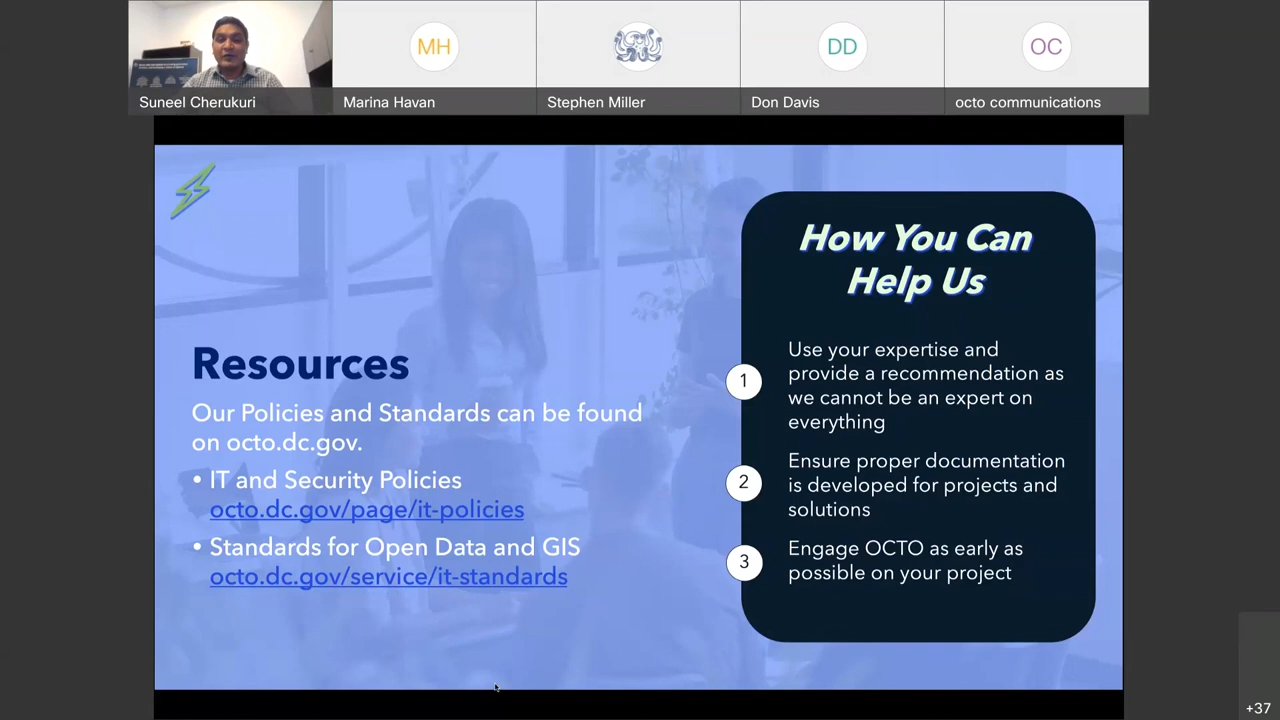 MH
DD
OC
Suneel Cherukuri
Marina Havan
Stephen Miller
Don Davis
octo communications
Resources
Our Policies and Standards can be found
on octo.dc.gov.
• IT and Security Policies
octo.dc.gov/page/it-policies
• Standards for Open Data and GIS
octo.dc.gov/service/it-standards
How You Can
Help Us
1
Use your expertise and
provide a recommendation as
we cannot be an expert on
everything
2
Ensure proper documentation
is developed for projects and
solutions
3
Engage OCTO as early as
possible on your project
+37